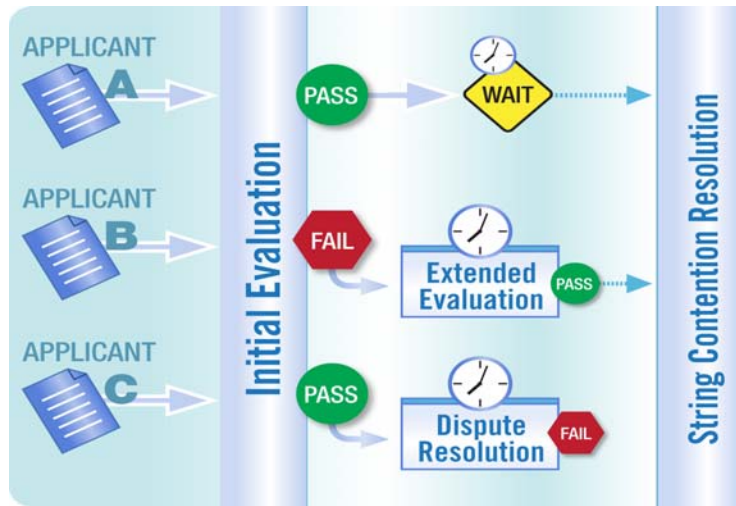 APPLICANT
A
PASS
WAIT
APPLICANT
B
FAIL
Extended
Evaluation
PASS
APPLICANT
C
PASS
Dispute
Resolution
FAIL
Initial Evaluation
String Contention Resolution